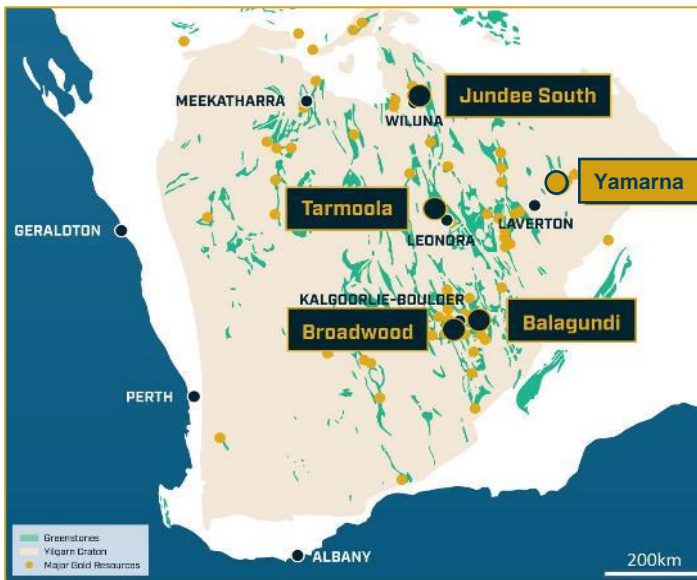 Jundee South
MEEKATHARRA
WILUNA
Yamarna
Tarmoola
LAVERTON
LEONORA
GERALDTON
KALGOORLIE-BOULDER
Broadwood
Balagundi
PERTH
Greenstones
Yilgarn Craton
Major Gold Resources
ALBANY
200km